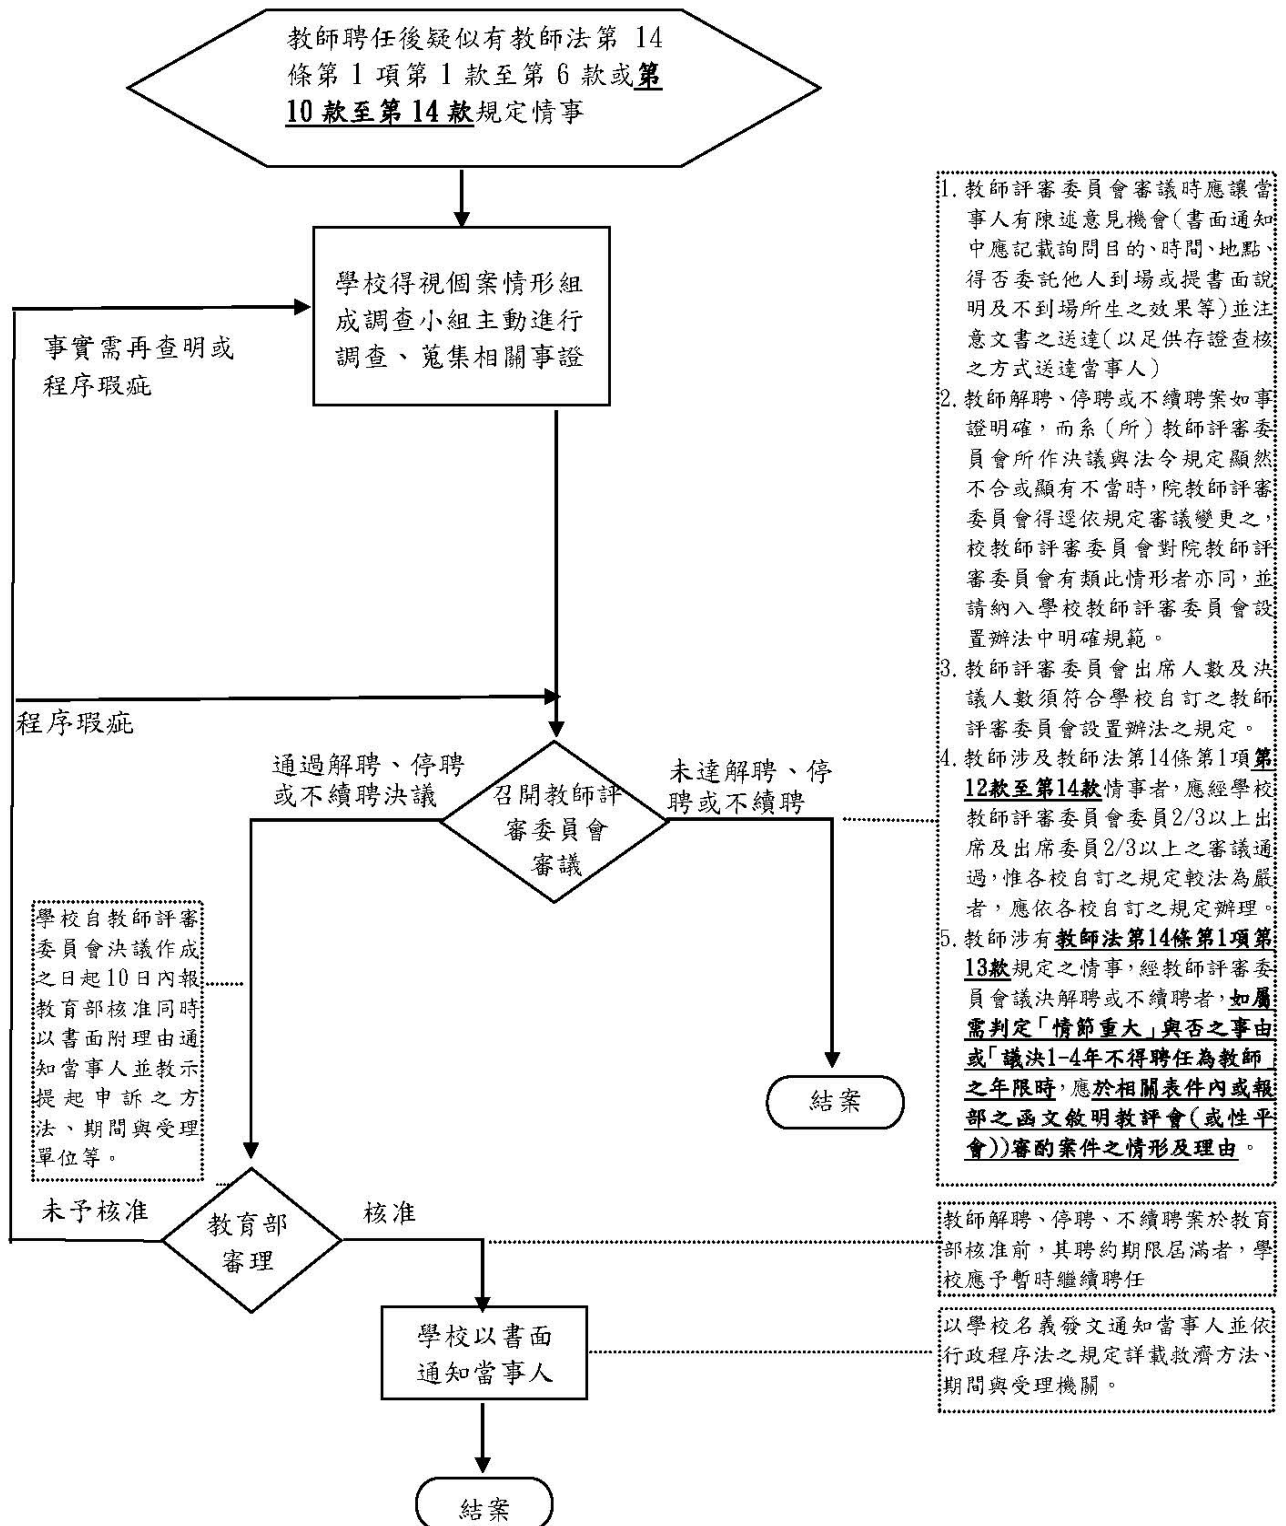 教師聘任後疑似有教師法第 14
條第 1 項第 1 款至第 6 款或第
10 款至第 14 款規定情事
學校得視個案情形組
成調查小組主動進行
調查、蒐集相關事證
事實需再查明或
程序瑕疵
程序瑕疵
通過解聘、停聘
或不續聘決議
召開教師評
審委員會
審議
未達解聘、停
聘或不續聘
結案
學校自教師評審
委員會決議作成
之日起10日內報
教育部核准同時
以書面附理由通
知當事人並教示
提起申訴之方
法、期間與受理
單位等。
未予核准
教育部
審理
核准
學校以書面
通知當事人
結案
1. 教師評審委員會審議時應讓當
事人有陳述意見機會(書面通知
中應記載詢問目的、時間、地點、
得否委託他人到場或提書面說
明及不到場所生之效果等)並注
意文書之送達(以足供存證查核
之方式送達當事人)
2. 教師解聘、停聘或不續聘案如事
證明確，而系（所）教師評審委
員會所作決議與法令規定顯然
不合或顯有不當時，院教師評審
委員會得逕依規定審議變更之，
校教師評審委員會對院教師評
審委員會有類此情形者亦同，並
請納入學校教師評審委員會設
置辦法中明確規範。
3. 教師評審委員會出席人數及決
議人數須符合學校自訂之教師
評審委員會設置辦法之規定。
4. 教師涉及教師法第14條第1項第
12款至第14款情事者，應經學校
教師評審委員會委員2/3以上出
席及出席委員2/3以上之審議通
過，惟各校自訂之規定較法為嚴
者，應依各校自訂之規定辦理。
5. 教師涉有教師法第14條第1項第
13款規定之情事，經教師評審委
員會議決解聘或不續聘者，如屬
需判定「情節重大」與否之事由
或「議決1-4年不得聘任為教師」
之年限時，應於相關表件內或報
部之函文敘明教評會(或性平
會))審酌案件之情形及理由。
教師解聘、停聘、不續聘案於教育
部核准前，其聘約期限屆滿者，學
校應予暫時繼續聘任
以學校名義發文通知當事人並依
行政程序法之規定詳載救濟方法、
期間與受理機關。